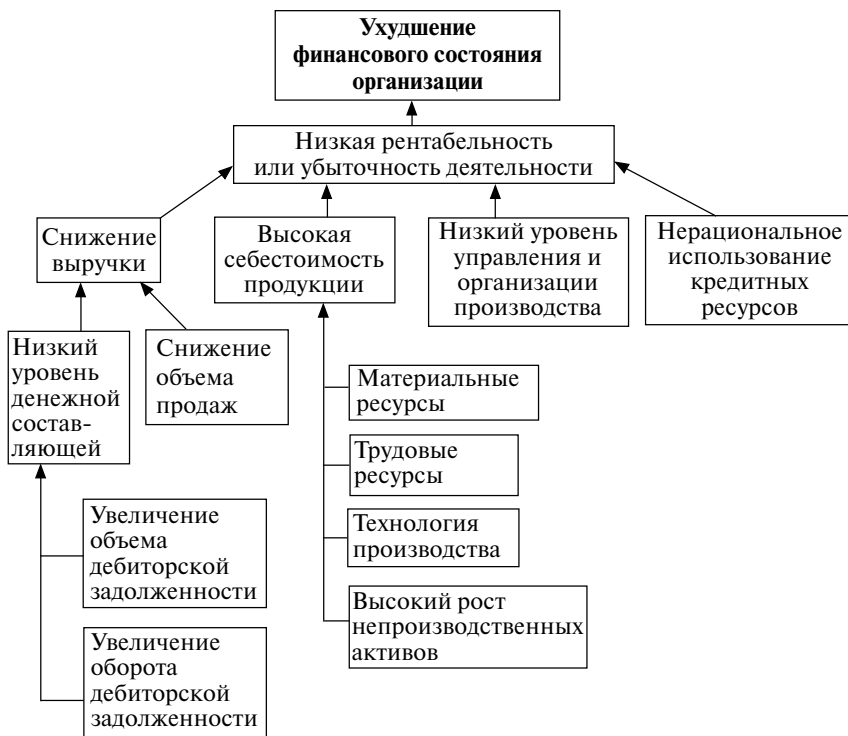 Ухудшение
финансового состояния
организации
Низкая рентабельность
или убыточность деятельности
Снижение
выручки
Высокая
себестоимость
продукции
Низкий уровень
управления и
организации
производства
Нерациональное
использование
кредитных
ресурсов
Низкий
уровень
денежной
состав-
ляющей
Снижение
объема
продаж
Материальные
ресурсы
Трудовые
ресурсы
Технология
производства
Высокий рост
непроизводственных
активов
Увеличение
объема
дебиторской
задолженности
Увеличение
оборота
дебиторской
задолженности